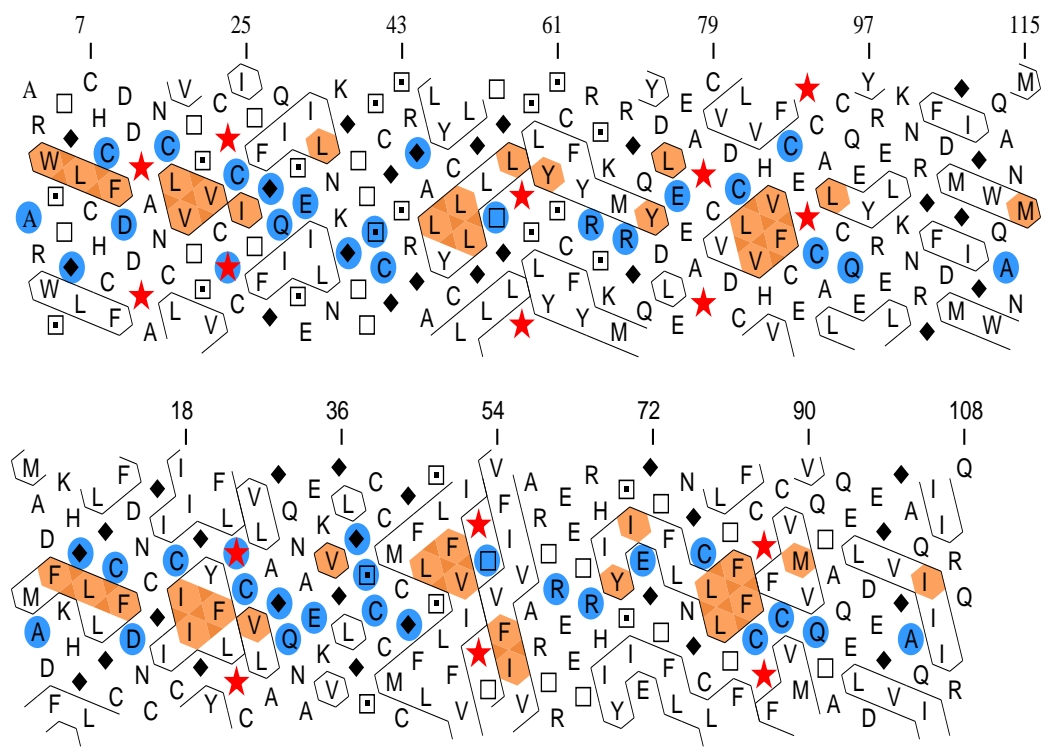 7 25 43 61 79 97 115
A C D V I Q K L C R Y E C Y K Q M
R H D N C I I R Y L L C R R D L V L F C R F I A
W L F C L V C F I L A L L Y F K L A V V C Q N D N
A C D A V V I Q E N C L L Y Y Q E C H A E R M W M
R H D C I I K R L L R R M Y D L V E L Y L N Q
W L F C C F I L C Y L L K A E V F C C R F I A
A L V C E N A C L F K L D V V H Q K D N
L L Y Y M Q E C V E A E L L R M W N
18 36 54 72 90 108
M K F I F V E L C V A R N F V Q
A H L D I I L L Q K L F F R E H L L C Q E I I
D N C Y N L M F I E I F C V A L Q R
F L F C I F C A V A L V R Y E L F F M D V I Q
M K L I V E C R R N L F F V A I
A D E L Q L F E L C C Q A
H I I L N K C L I R H I F V Q
D C N C L A V M F V E I E L C F A L I R
F L C C Y C A A C L F V V R Y L F F M A D V I